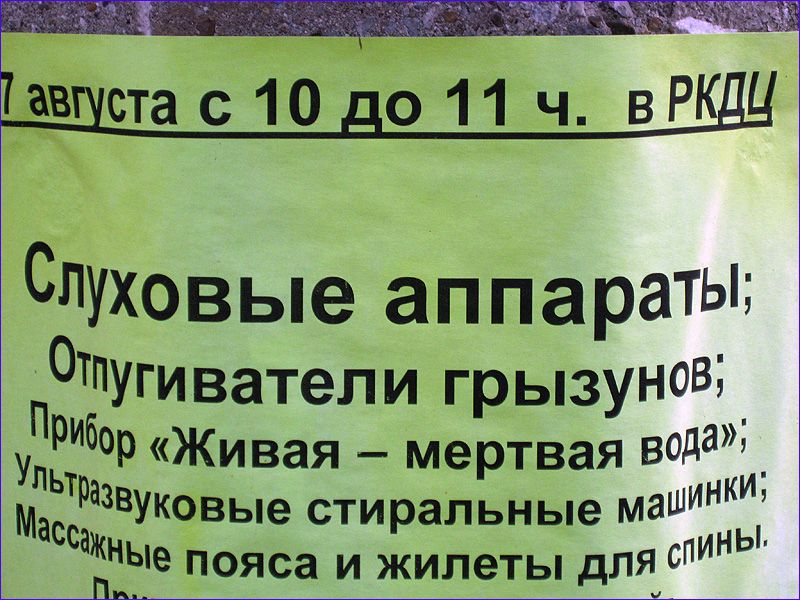 7 августа с 10 до 11 ч. в РКДЦ
Слуховые аппараты;
Отпугиватели грызунов;
Прибор «Живая – мертвая вода»;
Ультразвуковые стиральные машинки;
Массажные пояса и жилеты для спины.